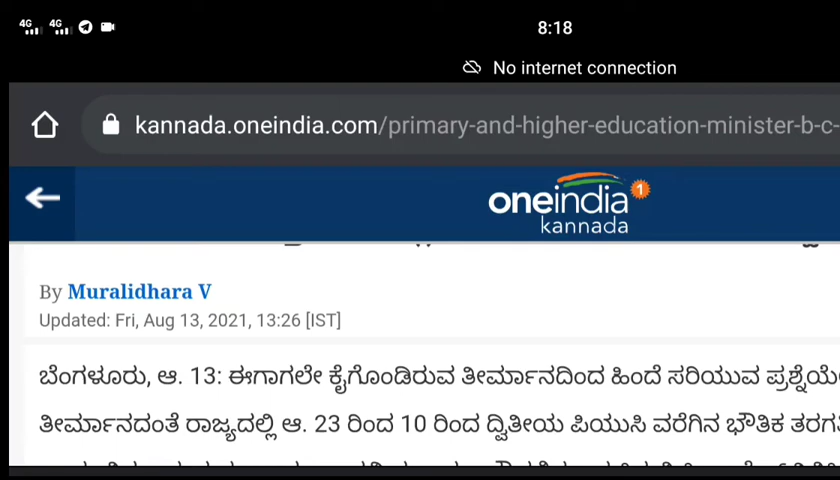 4G 4G 8:18
No internet connection
kannada.oneindia.com/primary-and-higher-education-minister-b-c-
oneindia 1
kannada
By Muralidhara V
Updated: Fri, Aug 13, 2021, 13:26 [IST]
ಬೆಂಗಳೂರು, ಆ. 13: ಈಗಾಗಲೇ ಕೈಗೊಂಡಿರುವ ತೀರ್ಮಾನದಿಂದ ಹಿಂದೆ ಸರಿಯುವ
ತೀರ್ಮಾನದಂತೆ ರಾಜ್ಯದಲ್ಲಿ ಆ. 23 ರಿಂದ 10 ರಿಂದ ದ್ವಿತೀಯ ಪಿಯುಸಿ ವರೆಗಿನ ಭೌತಿಕ